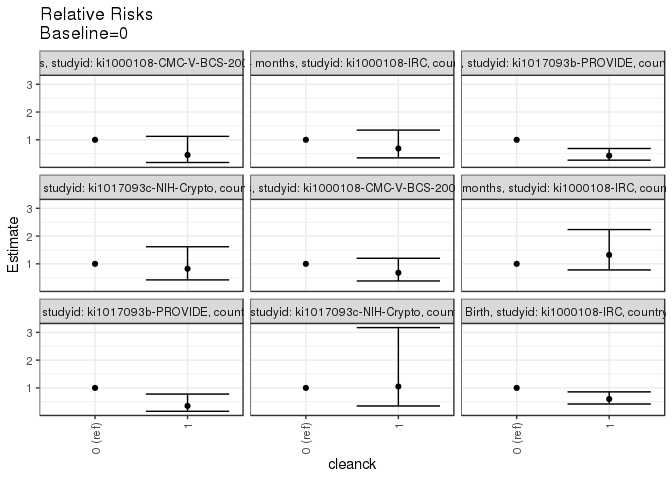 Relative Risks
Baseline=0
s, studyid: ki1000108-CMC-V-BCS-200
months, studyid: ki1000108-IRC, cour
, studyid: ki1017093b-PROVIDE, coun
studyid: ki1017093c-NIH-Crypto, coun
, studyid: ki1000108-CMC-V-BCS-200
months, studyid: ki1000108-IRC, count
studyid: ki1017093b-PROVIDE, count
studyid: ki1017093c-NIH-Crypto, coun
Birth, studyid: ki1000108-IRC, country
Estimate
3
2
1
3
2
1
3
2
1
0 (ref)
1
0 (ref)
1
0 (ref)
1
cleanck